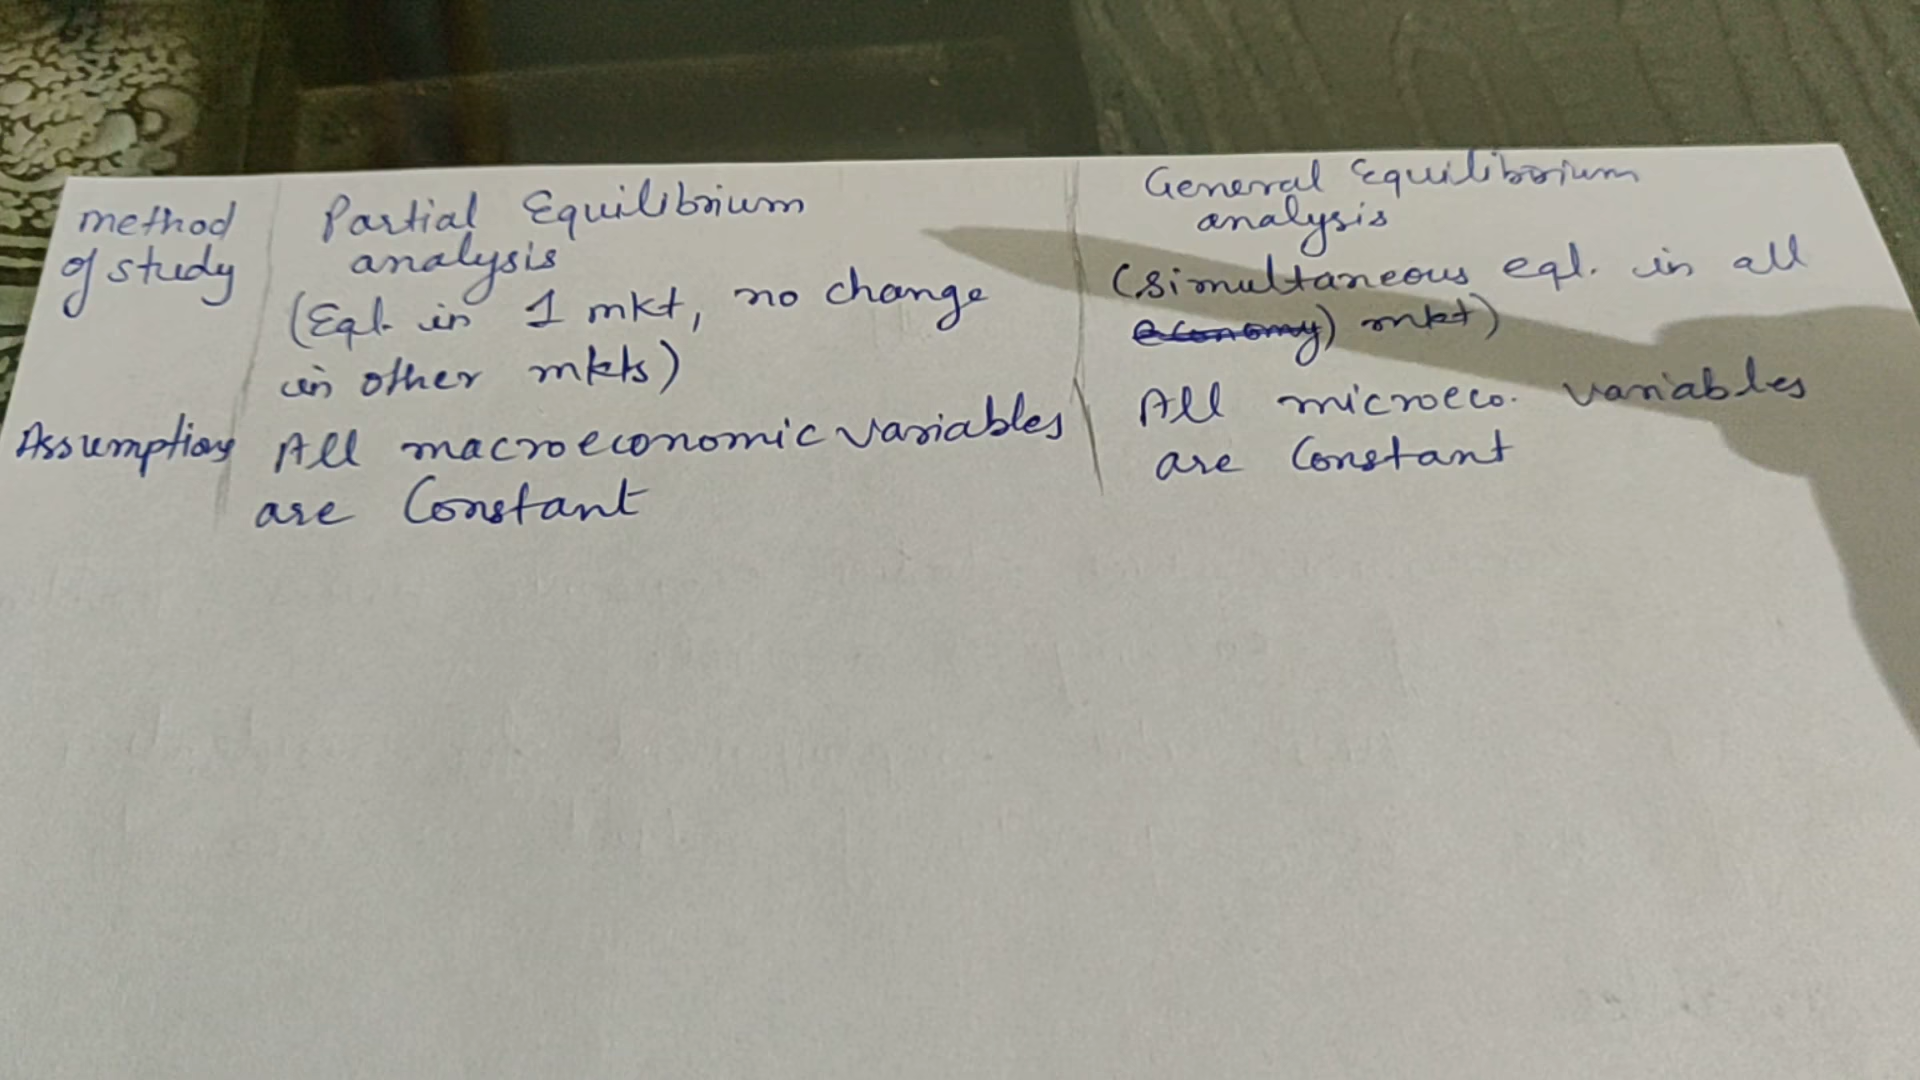 method
of study
Partial Equilibrium
analysis
(Eql. in 1 mkt, no change
in other mkts)
General Equilibrium
analysis
(simultaneous eql. in all
economy) mkt)
Assumptions
All macroeconomic variables
are Constant
All microeco. variables
are Constant